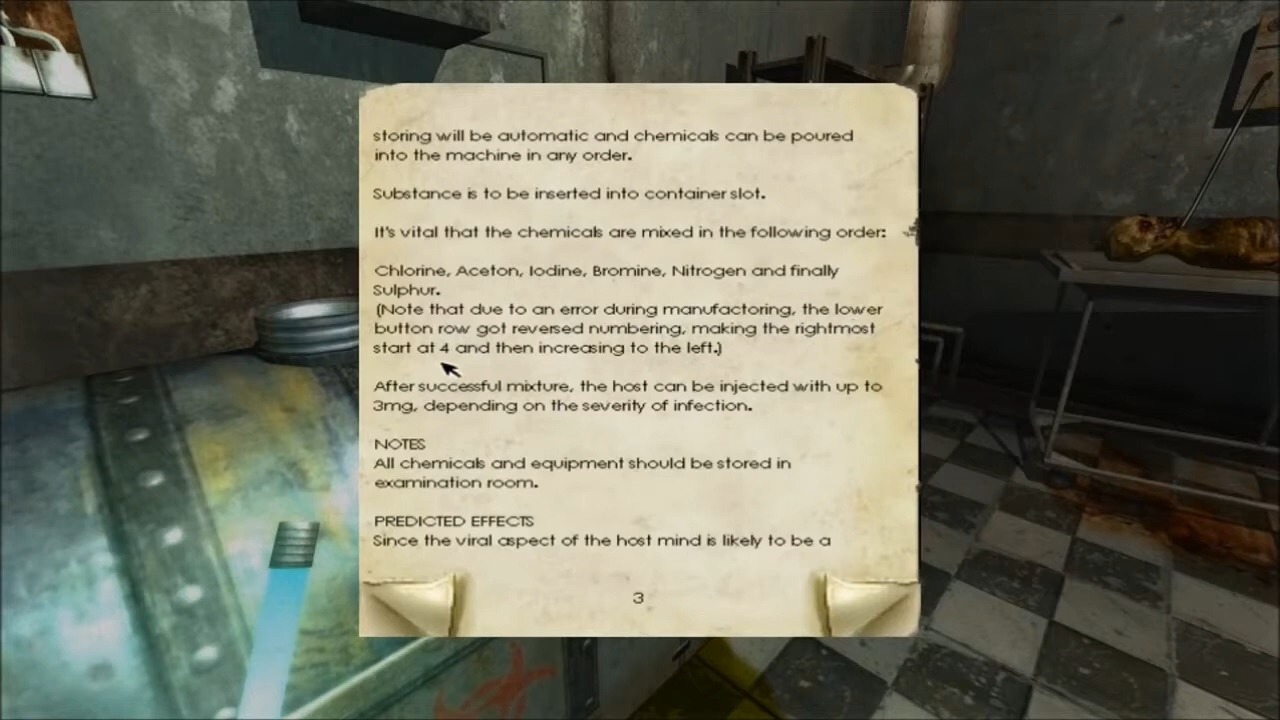 storing will be automatic and chemicals can be poured
into the machine in any order.
Substance is to be inserted into container slot.
It's vital that the chemicals are mixed in the following order:
Chlorine, Aceton, Iodine, Bromine, Nitrogen and finally
Sulphur.
(Note that due to an error during manufactoring, the lower
button row got reversed numbering, making the rightmost
start at 4 and then increasing to the left.)
After successful mixture, the host can be injected with up to
3mg, depending on the severity of infection.
NOTES
All chemicals and equipment should be stored in
examination room.
PREDICTED EFFECTS
Since the viral aspect of the host mind is likely to be a
3